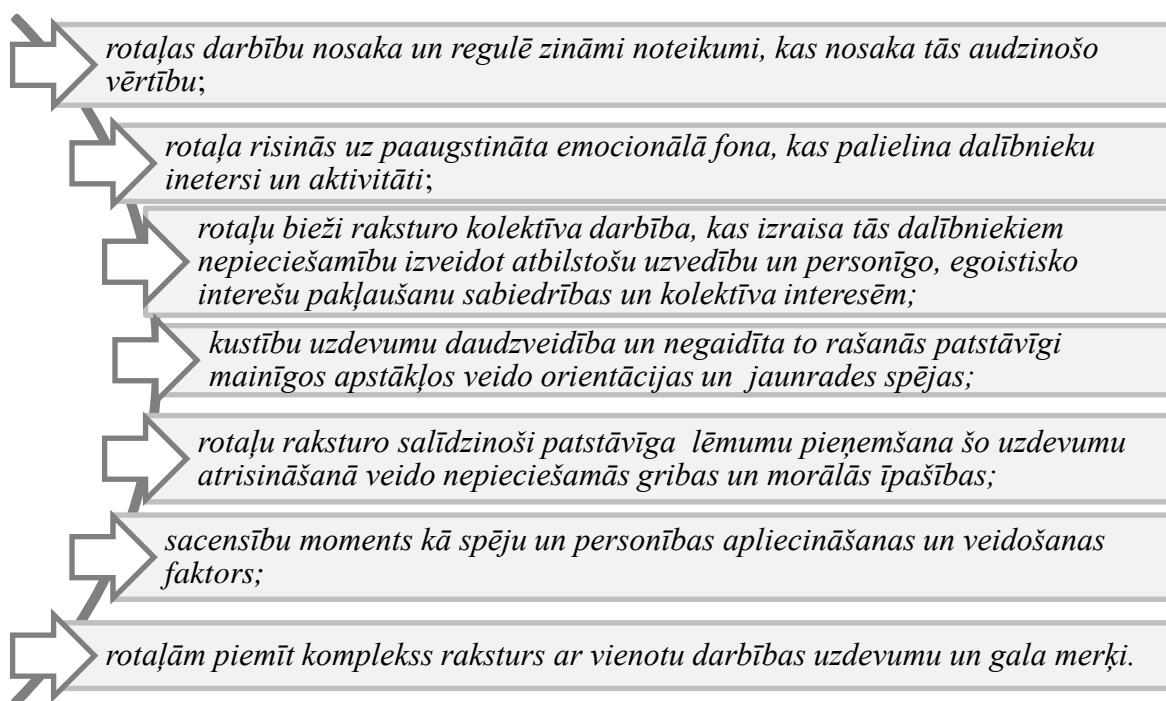 rotaļas darbību nosaka un regulē zināmi noteikumi, kas nosaka tās audzinošo
vērtību;
rotaļa risinās uz paaugstināta emocionālā fona, kas palielina dalībnieku
inetersi un aktivitāti;
rotaļu bieži raksturo kolektīva darbība, kas izraisa tās dalībniekiem
nepieciešamību izveidot atbilstošu uzvedību un personīgo, egoistisko
interešu pakļaušanu sabiedrības un kolektīva interesēm;
kustību uzdevumu daudzveidība un negaidīta to rašanās patstāvīgi
mainīgos apstākļos veido orientācijas un jaunrades spējas;
rotaļu raksturo salīdzinoši patstāvīga lēmumu pieņemšana šo uzdevumu
atrisināšanā veido nepieciešamās gribas un morālās īpašības;
sacensību moments kā spēju un personības apliecināšanas un veidošanas
faktors;
rotaļām piemīt komplekss raksturs ar vienotu darbības uzdevumu un gala merķi.